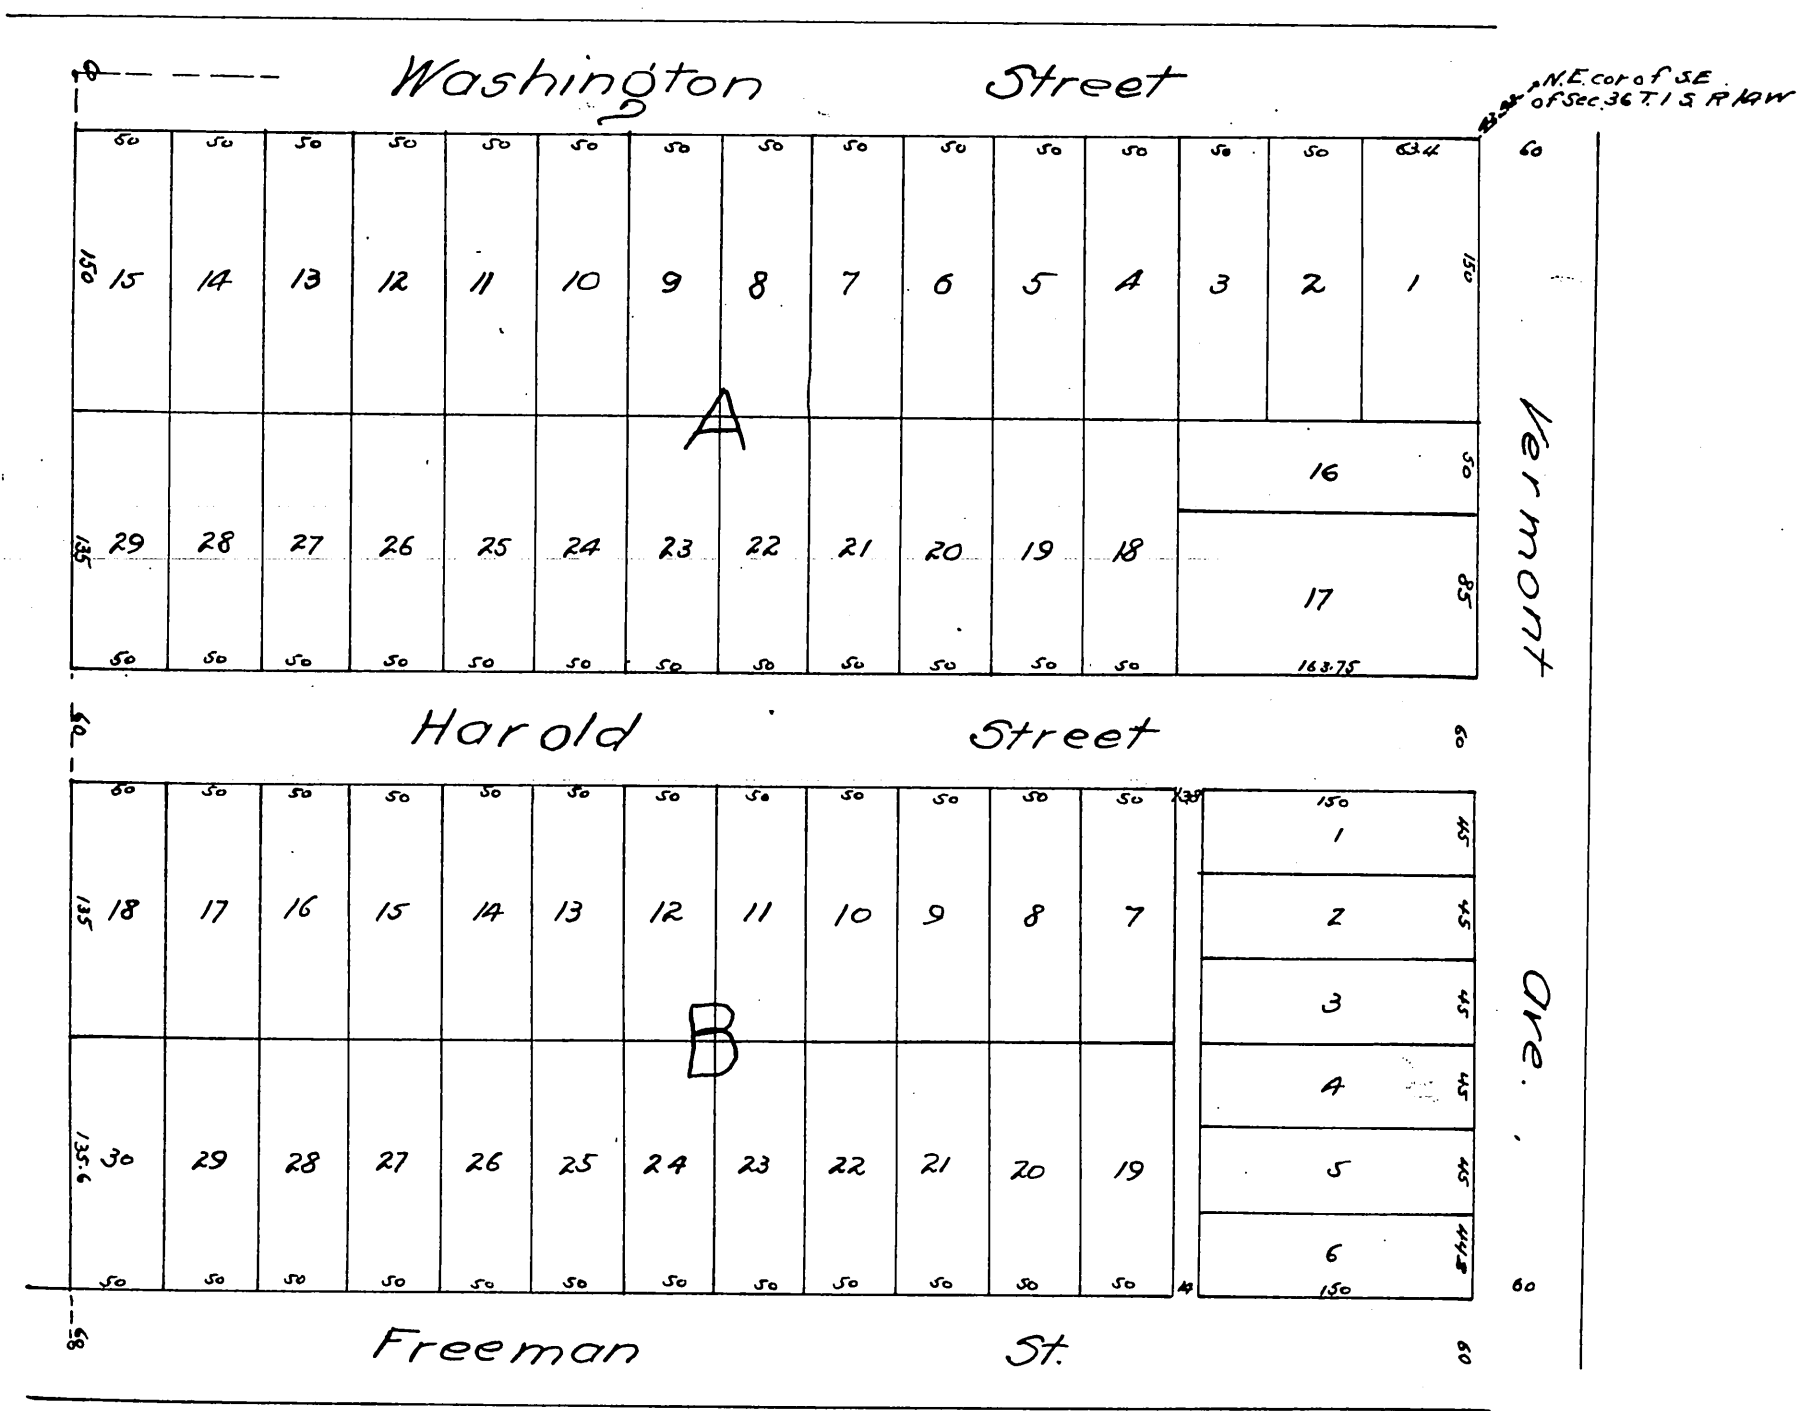 Washington Street
2
N.E. cor of S.E.
of Sec. 36 T. 1 S. R 14W
50 50 50 50 50 50 50 50 50 50 50 50 50 50 63.4 60
150 15 14 13 12 11 10 9 8 7 6 5 4 3 2 1 150
A
16 50
135 29 28 27 26 25 24 23 22 21 20 19 18
17 85
50 50 50 50 50 50 50 50 50 50 50 50 163.75
Vermont Ave.
60 Harold Street 60
50 50 50 50 50 50 50 50 50 50 50 50 150
1 45
135 18 17 16 15 14 13 12 11 10 9 8 7 2 45
3 45
B
4 45
135.6 30 29 28 27 26 25 24 23 22 21 20 19 5 45
6 44.8
50 50 50 50 50 50 50 50 50 50 50 50 14 150 60
68 Freeman St. 60